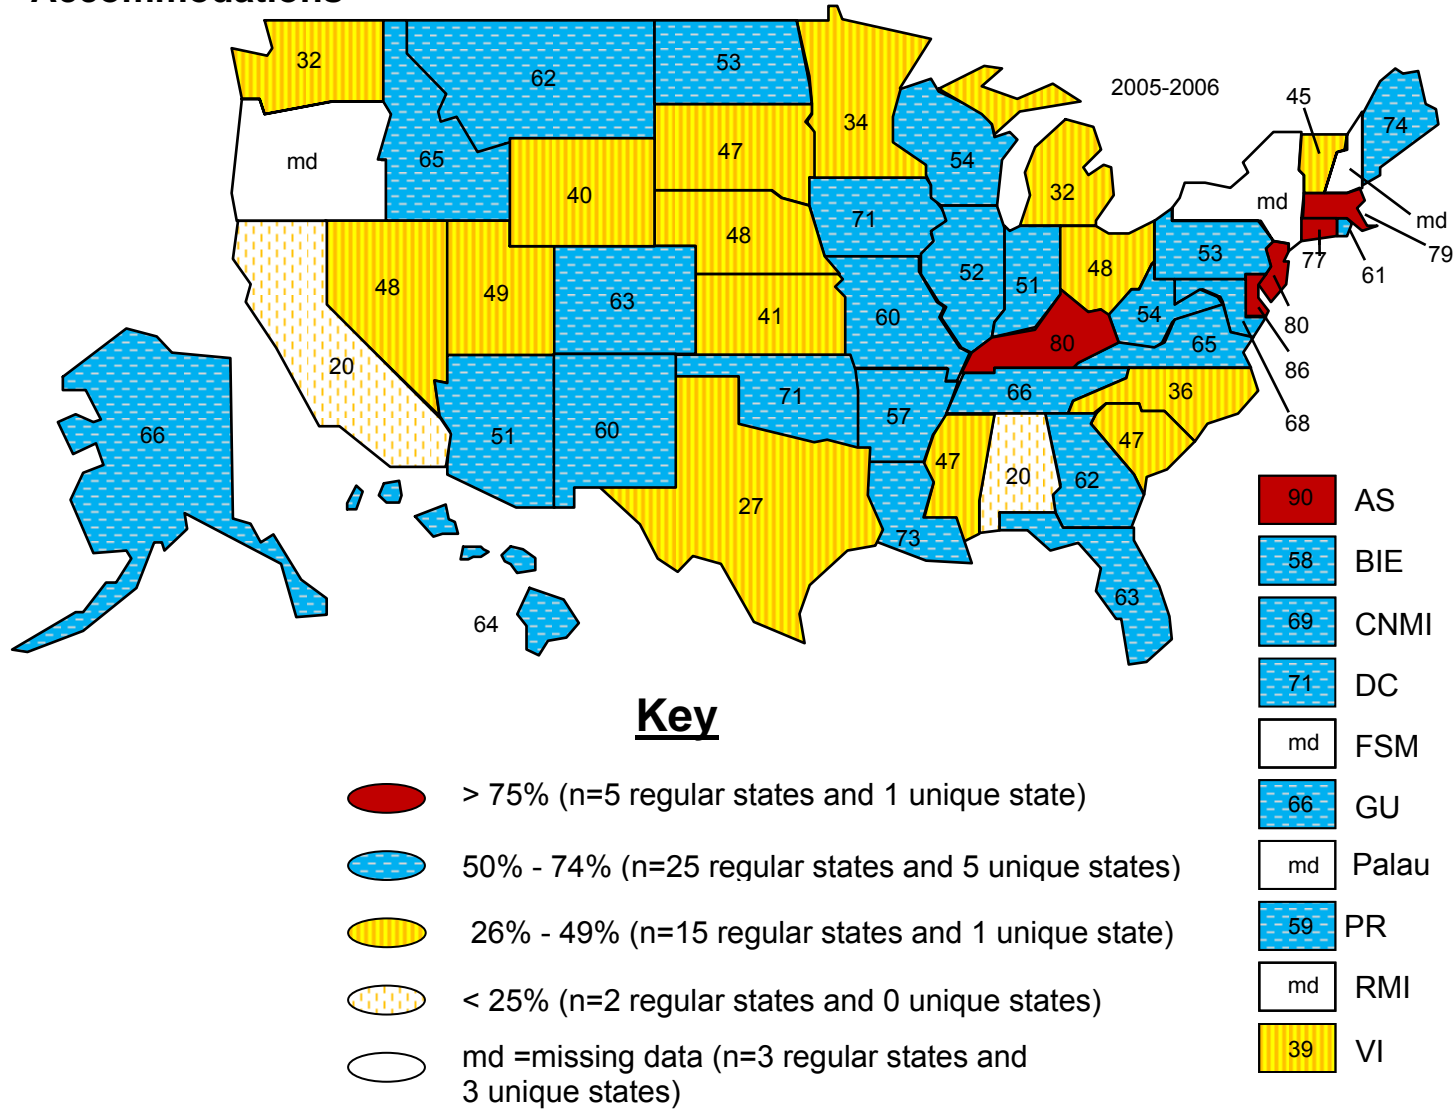 Accommodations
2005-2006
32
62
53
34
45
74
md
65
47
54
32
md
md
40
71
79
48
53
77
61
48
49
63
48
52
51
54
80
41
60
80
65
86
20
66
68
66
51
60
71
57
36
47
47
20
62
27
73
63
64
90 AS
58 BIE
69 CNMI
71 DC
md FSM
66 GU
md Palau
59 PR
md RMI
39 VI
Key
> 75% (n=5 regular states and 1 unique state)
50% - 74% (n=25 regular states and 5 unique states)
26% - 49% (n=15 regular states and 1 unique state)
< 25% (n=2 regular states and 0 unique states)
md =missing data (n=3 regular states and
3 unique states)